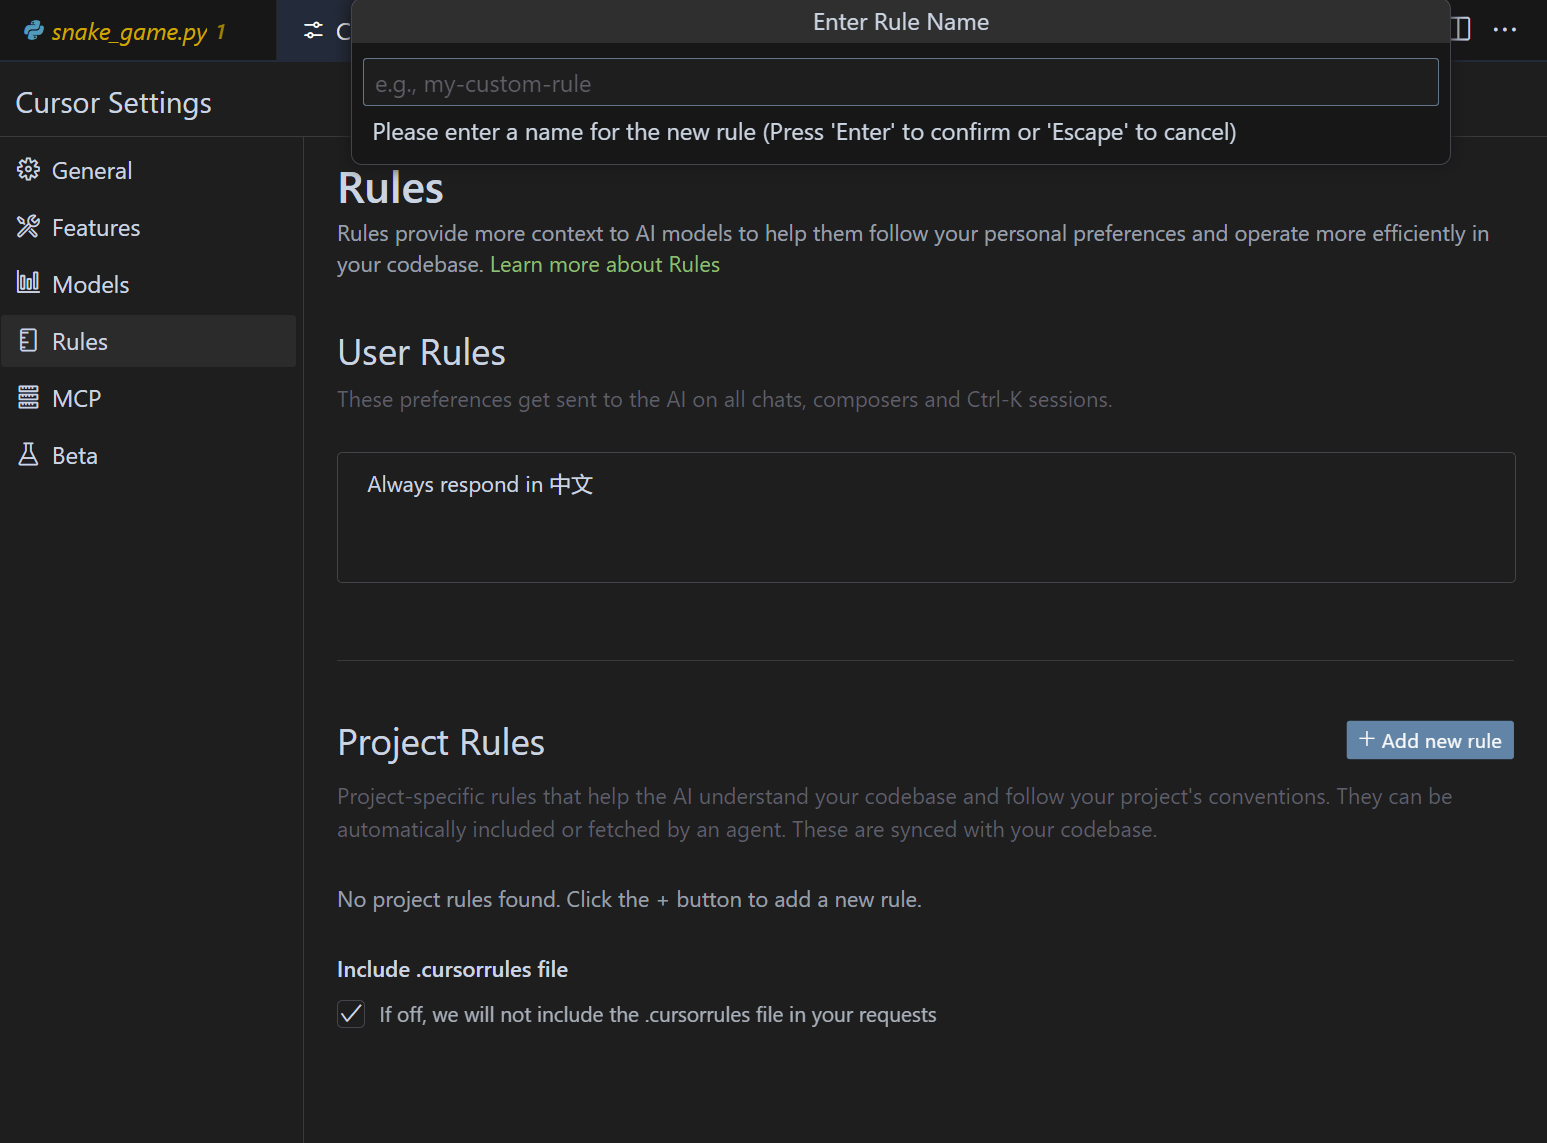 snake_game.py 1
C
Enter Rule Name
e.g., my-custom-rule
Please enter a name for the new rule (Press 'Enter' to confirm or 'Escape' to cancel)
Cursor Settings
General
Features
Models
Rules
MCP
Beta
Rules
Rules provide more context to AI models to help them follow your personal preferences and operate more efficiently in
your codebase. Learn more about Rules
User Rules
These preferences get sent to the AI on all chats, composers and Ctrl-K sessions.
Always respond in 中文
Project Rules
+ Add new rule
Project-specific rules that help the AI understand your codebase and follow your project's conventions. They can be
automatically included or fetched by an agent. These are synced with your codebase.
No project rules found. Click the + button to add a new rule.
Include .cursorrules file
If off, we will not include the .cursorrules file in your requests